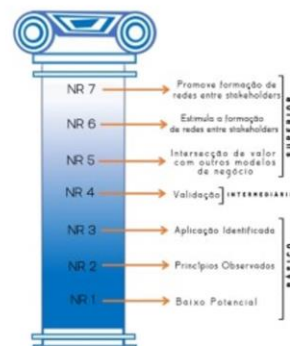 NR 7
Promove formação de
redes entre stakeholders
NR 6
Estimula a formação
de redes entre stakeholders
NR 5
Intersecção de valor
com outros modelos
de negócio
NR 4
Validação
INTERMEDIÁRI
NR 3
Aplicação Identificada
NR 2
Princípios Observados
NR 1
Baixo Potencial